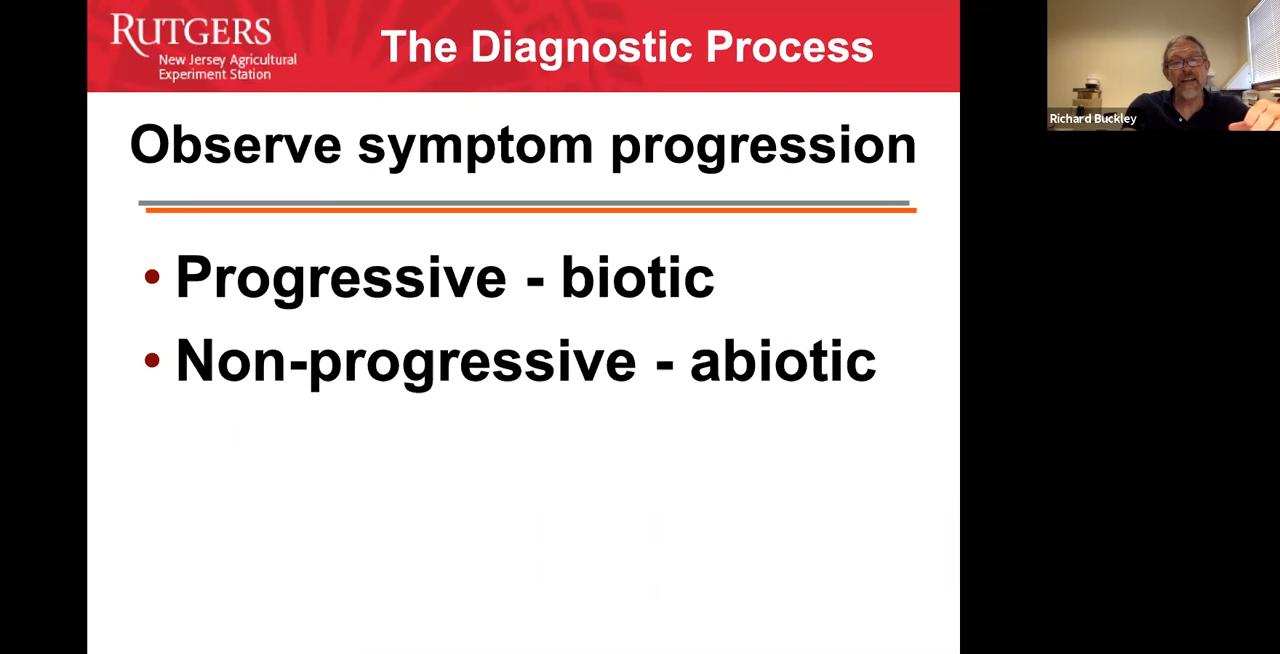 RUTGERS
New Jersey Agricultural
Experiment Station
The Diagnostic Process
Richard Buckley
Observe symptom progression
• Progressive - biotic
• Non-progressive - abiotic